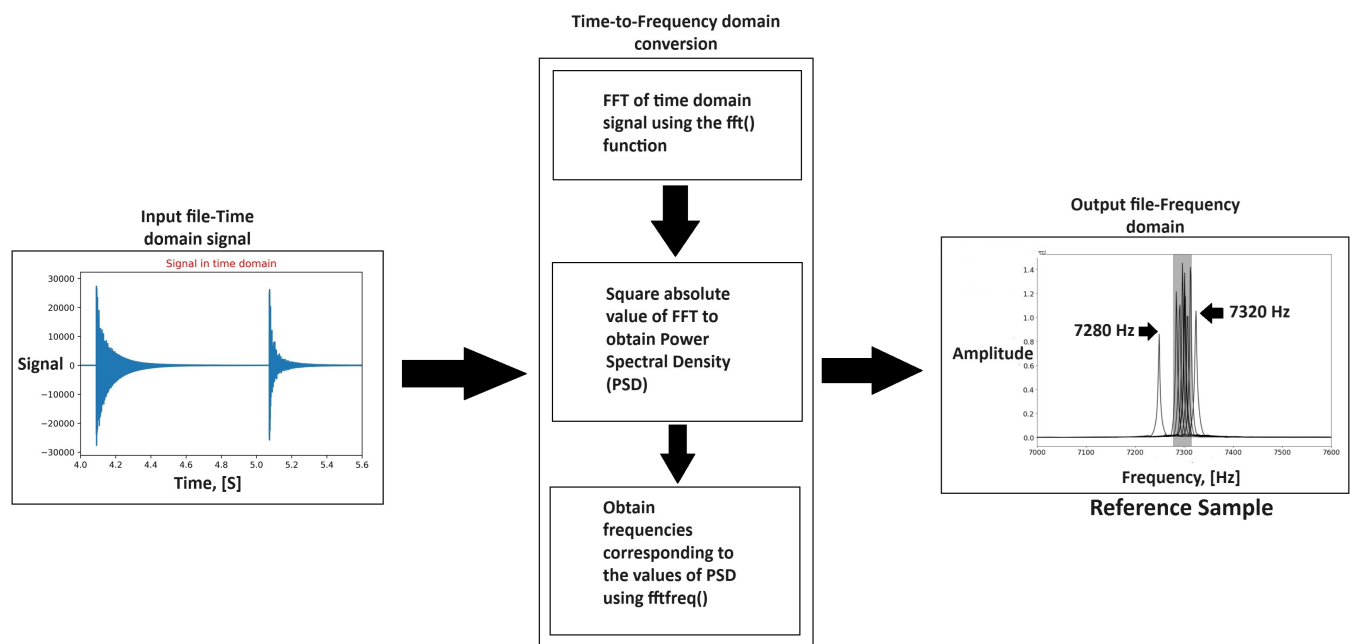 Time-to-Frequency domain
conversion
FFT of time domain
signal using the fft()
function
Square absolute
value of FFT to
obtain Power
Spectral Density
(PSD)
Obtain
frequencies
corresponding to
the values of PSD
using fftfreq()
Input file-Time
domain signal
Signal in time domain
30000
20000
10000
0
−10000
−20000
−30000
Signal
4.0 4.2 4.4 4.6 4.8 5.0 5.2 5.4 5.6
Time, [S]
Output file-Frequency
domain
1.4
1.2
1.0
0.8
0.6
0.4
0.2
0.0
7280 Hz
7320 Hz
Amplitude
7000 7100 7200 7300 7400 7500 7600
Frequency, [Hz]
Reference Sample